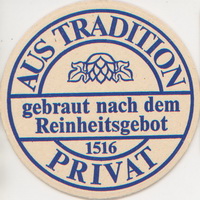 AUS TRADITION
gebraut nach dem
Reinheitsgebot
1516
PRIVAT